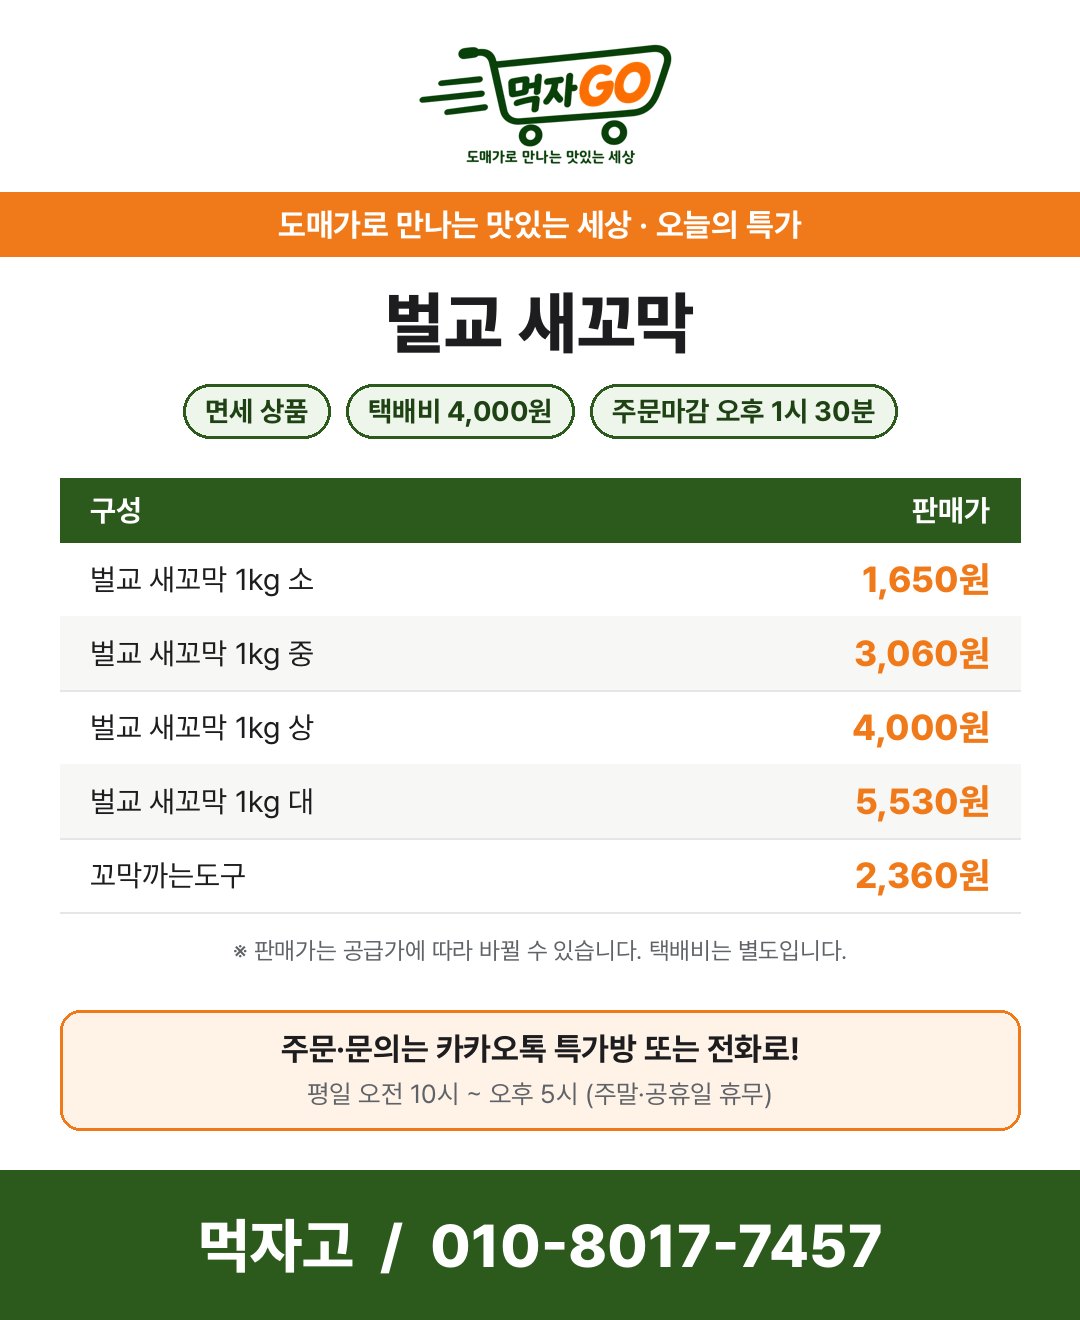 먹자GO
도매가로 만나는 맛있는 세상
도매가로 만나는 맛있는 세상 · 오늘의 특가
벌교 새꼬막
면세 상품 택배비 4,000원 주문마감 오후 1시 30분
구성 판매가
벌교 새꼬막 1kg 소 1,650원
벌교 새꼬막 1kg 중 3,060원
벌교 새꼬막 1kg 상 4,000원
벌교 새꼬막 1kg 대 5,530원
꼬막까는도구 2,360원
※ 판매가는 공급가에 따라 바뀔 수 있습니다. 택배비는 별도입니다.
주문·문의는 카카오톡 특가방 또는 전화로!
평일 오전 10시 ~ 오후 5시 (주말·공휴일 휴무)
먹자고 / 010-8017-7457